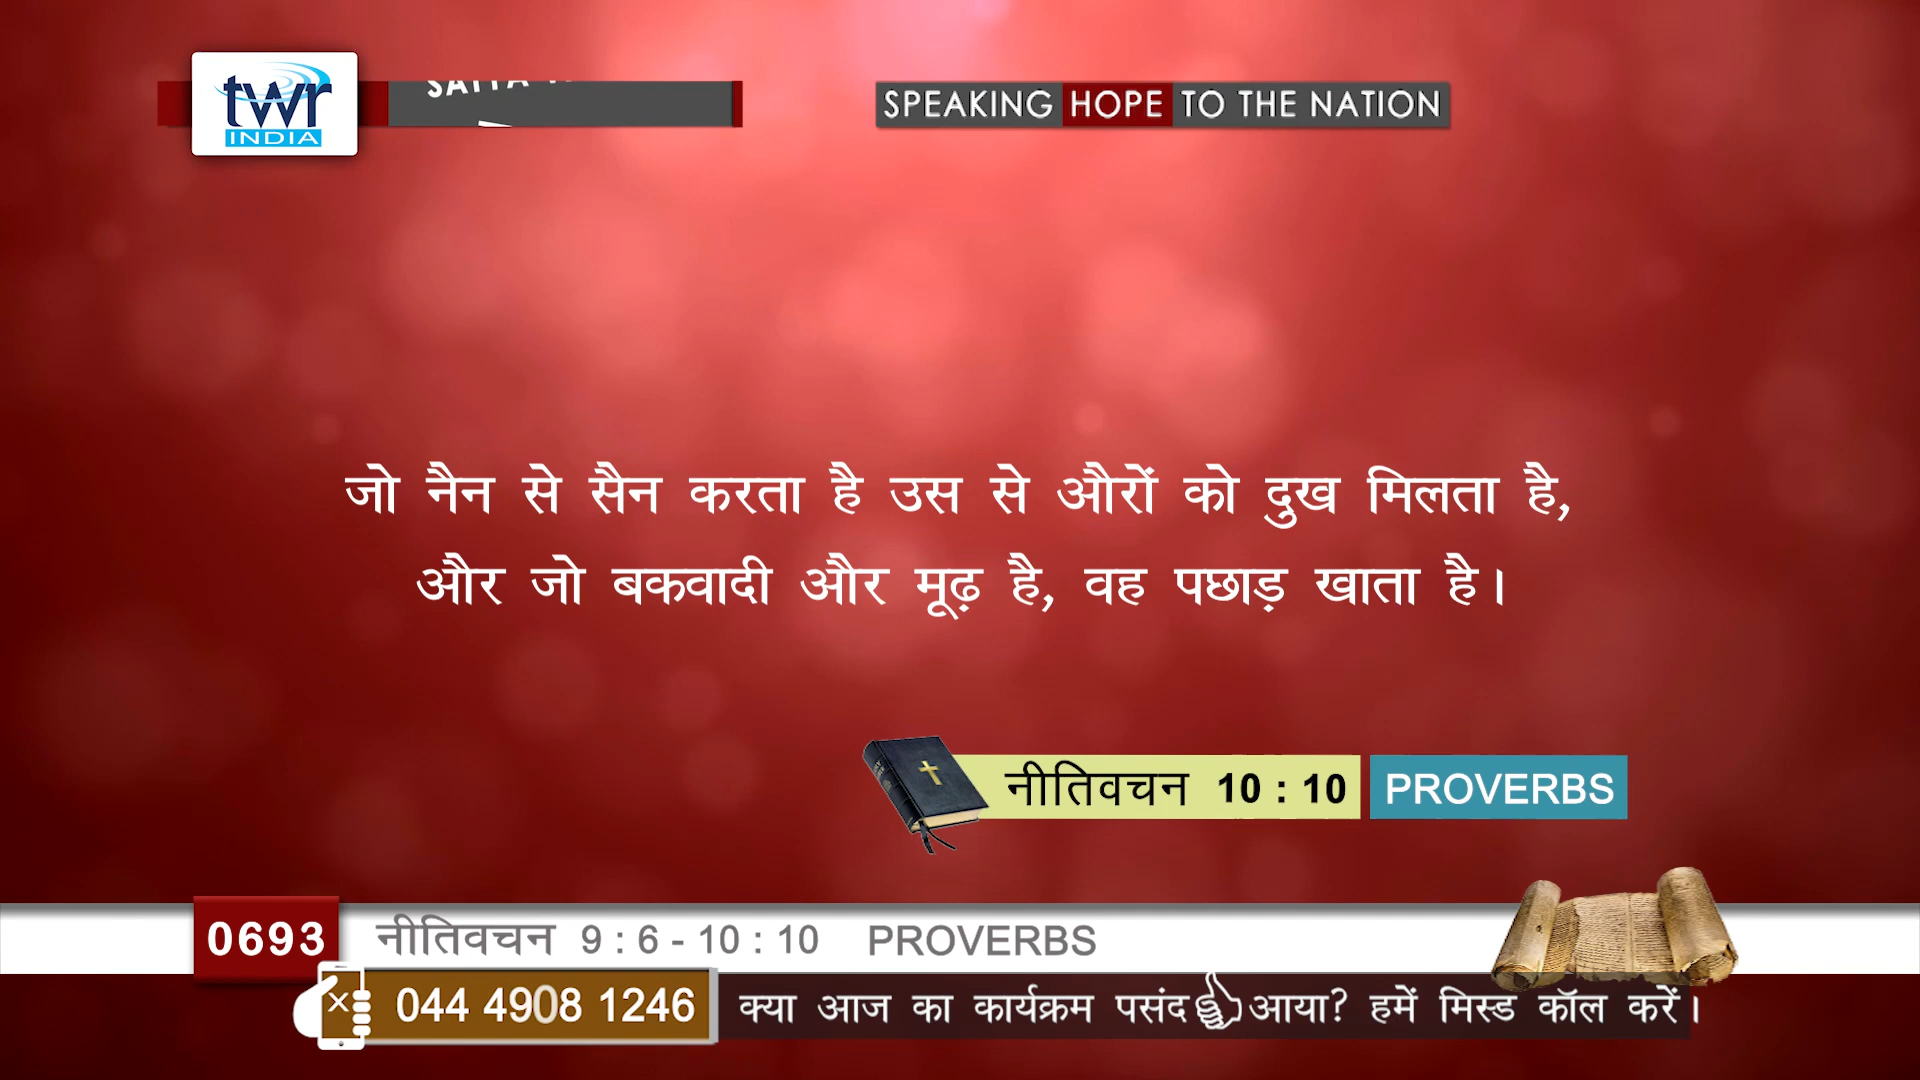 twr
INDIA
SPEAKING HOPE TO THE NATION
जो नैन से सैन करता है उस से औरों को दुख मिलता है,
और जो बकवादी और मूढ़ है, वह पछाड़ खाता है।
नीतिवचन 10 : 10 PROVERBS
0693 नीतिवचन 9 : 6 - 10 : 10 PROVERBS
044 4908 1246 क्या आज का कार्यक्रम पसंद आया? हमें मिस्ड कॉल करें।